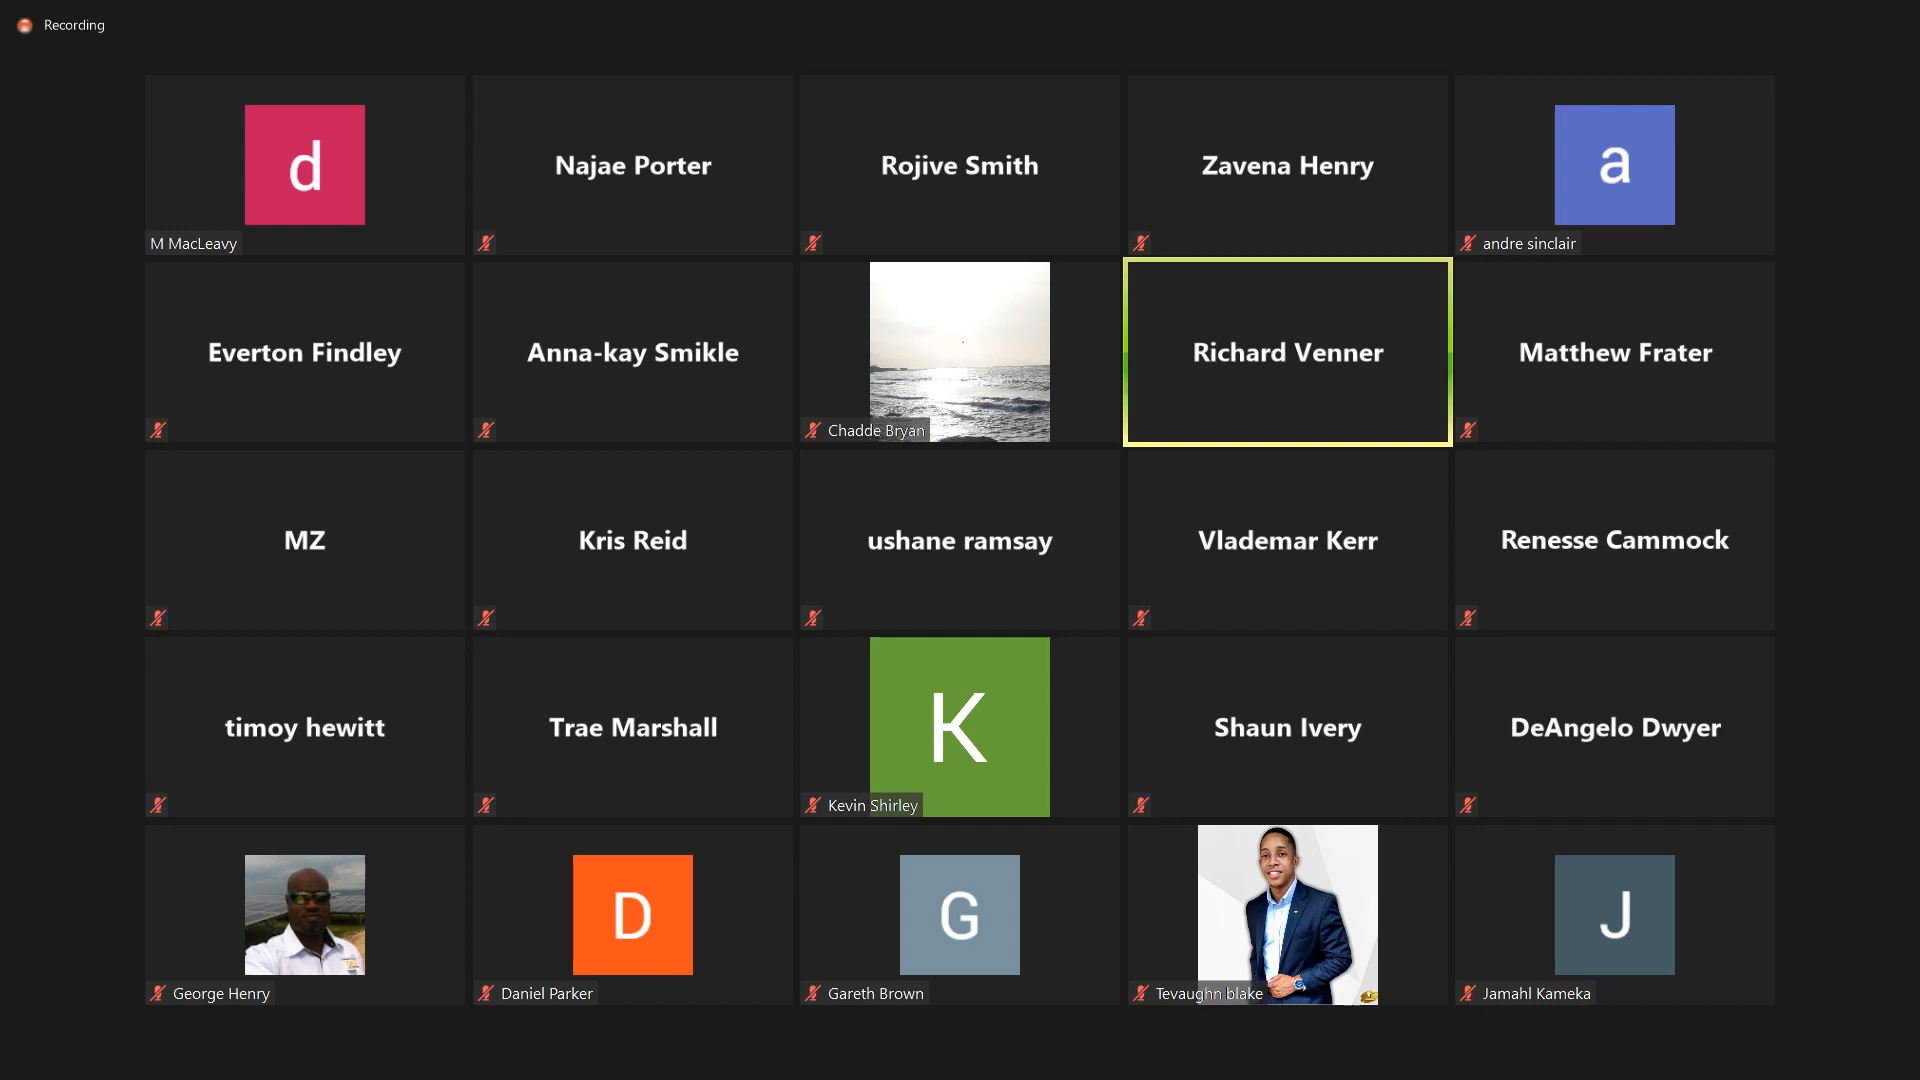 Recording
d
M MacLeavy
Najae Porter
Rojive Smith
Zavena Henry
a
andre sinclair
Everton Findley
Anna-kay Smikle
Chadde Bryan
Richard Venner
Matthew Frater
MZ
Kris Reid
ushane ramsay
Vlademar Kerr
Renesse Cammock
timoy hewitt
Trae Marshall
K
Kevin Shirley
Shaun Ivery
DeAngelo Dwyer
George Henry
D
Daniel Parker
G
Gareth Brown
Tevaughn blake
J
Jamahl Kameka